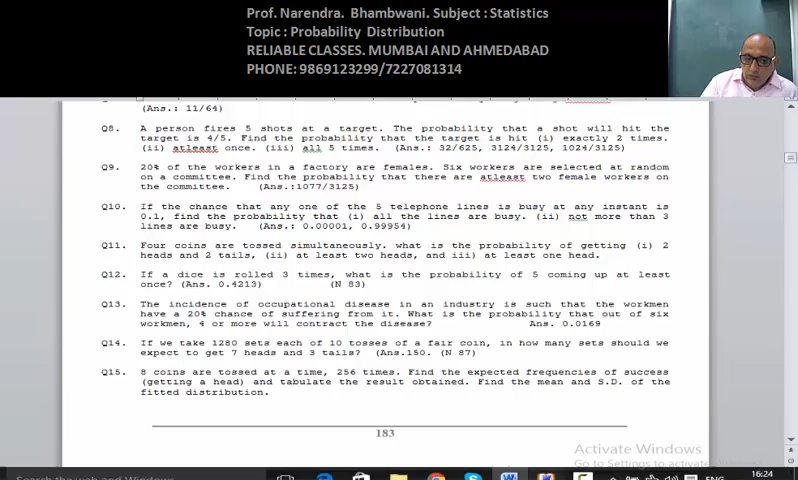 Prof. Narendra. Bhambwani. Subject : Statistics
Topic : Probability Distribution
RELIABLE CLASSES. MUMBAI AND AHMEDABAD
PHONE: 9869123299/7227081314
(Ans.: 11/64)
Q8. A person fires 5 shots at a target. The probability that a shot will hit the
target is 4/5. Find the probability that the target is hit (i) exactly 2 times.
(ii) atleast once. (iii) all 5 times. (Ans.: 32/625, 3124/3125, 1024/3125)
Q9. 20% of the workers in a factory are females. Six workers are selected at random
on a committee. Find the probability that there are atleast two female workers on
the committee. (Ans.:1077/3125)
Q10. If the chance that any one of the 5 telephone lines is busy at any instant is
0.1, find the probability that (i) all the lines are busy. (ii) not more than 3
lines are busy. (Ans.: 0.00001, 0.99954)
Q11. Four coins are tossed simultaneously. what is the probability of getting (i) 2
heads and 2 tails, (ii) at least two heads, and iii) at least one head.
Q12. If a dice is rolled 3 times, what is the probability of 5 coming up at least
once? (Ans. 0.4213) (N 83)
Q13. The incidence of occupational disease in an industry is such that the workmen
have a 20% chance of suffering from it. What is the probability that out of six
workmen, 4 or more will contract the disease? Ans. 0.0169
Q14. If we take 1280 sets each of 10 tosses of a fair coin, in how many sets should we
expect to get 7 heads and 3 tails? (Ans.150. (N 87)
Q15. 8 coins are tossed at a time, 256 times. Find the expected frequencies of success
(getting a head) and tabulate the result obtained. Find the mean and S.D. of the
fitted distribution.
183
Activate Windows
Go to Settings to activate
Search the web and Windows
ENG
16:24